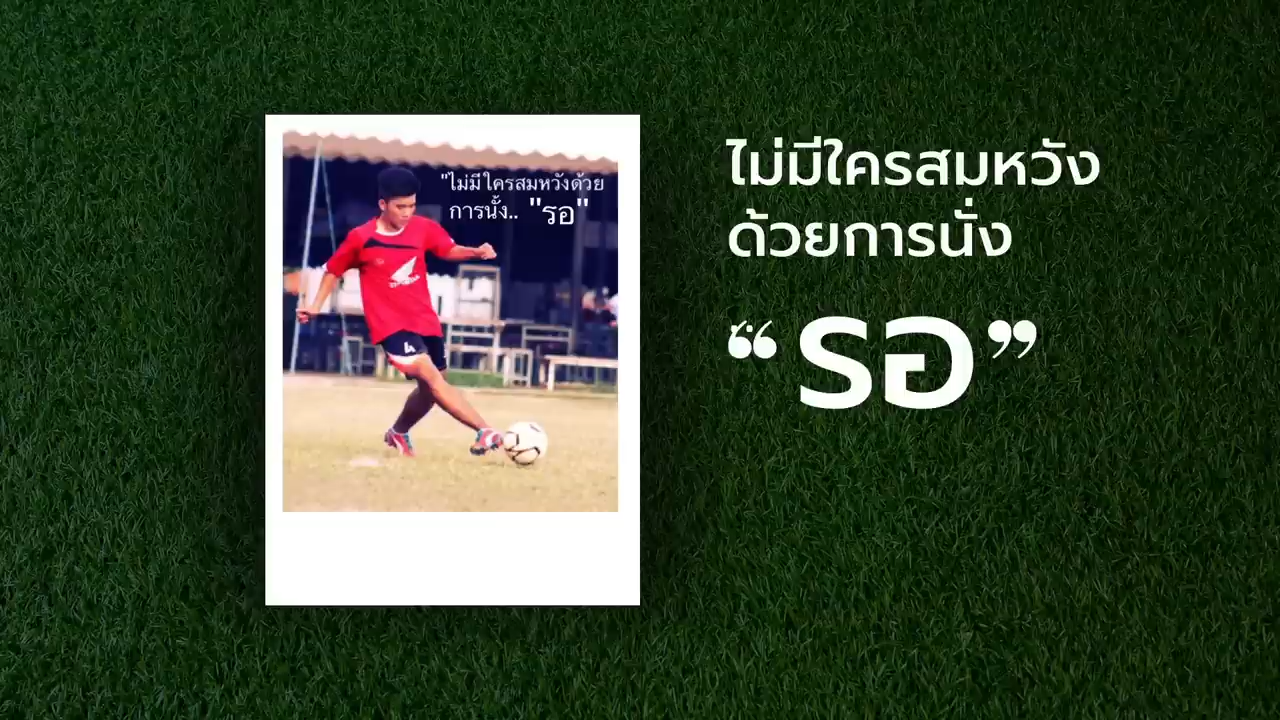 "ไม่มีใครสมหวังด้วย
การนั้ง.. "รอ"
ไม่มีใครสมหวัง
ด้วยการนั่ง
“รอ”